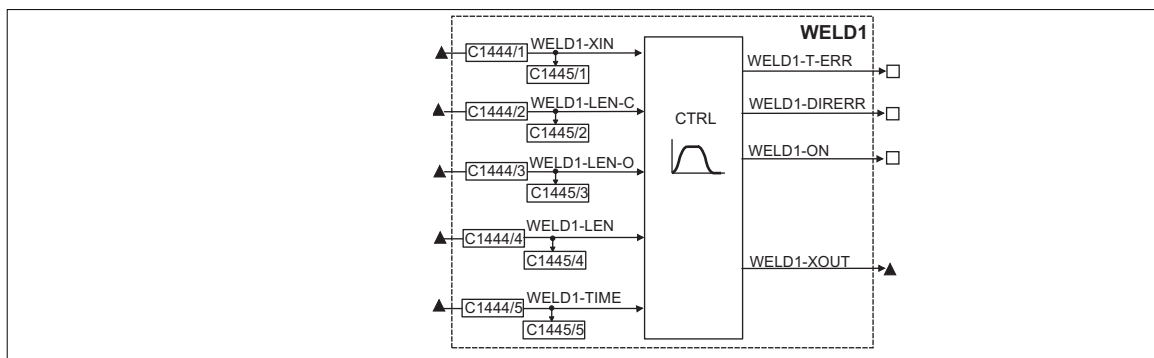 WELD1
C1444/1 WELD1-XIN
C1445/1
WELD1-T-ERR
C1444/2 WELD1-LEN-C
C1445/2
WELD1-DIRERR
CTRL
C1444/3 WELD1-LEN-O
C1445/3
WELD1-ON
C1444/4 WELD1-LEN
C1445/4
WELD1-XOUT
C1444/5 WELD1-TIME
C1445/5